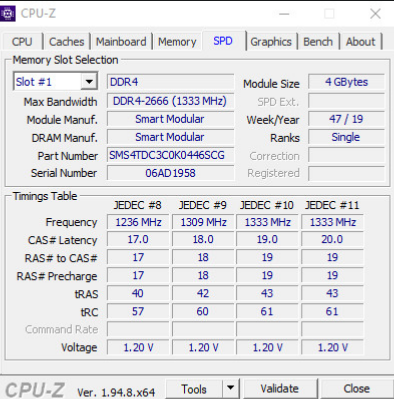 CPU-Z
CPU Caches Mainboard Memory SPD Graphics Bench About
Memory Slot Selection
Slot #1 DDR4 Module Size 4 GBytes
Max Bandwidth DDR4-2666 (1333 MHz) SPD Ext.
Module Manuf. Smart Modular Week/Year 47 / 19
DRAM Manuf. Smart Modular Ranks Single
Part Number SMS4TDC3C0K0446SCG Correction
Serial Number 06AD1958 Registered
Timings Table
JEDEC #8 JEDEC #9 JEDEC #10 JEDEC #11
Frequency 1236 MHz 1309 MHz 1333 MHz 1333 MHz
CAS# Latency 17.0 18.0 19.0 20.0
RAS# to CAS# 17 18 19 19
RAS# Precharge 17 18 19 19
tRAS 40 42 43 43
tRC 57 60 61 61
Command Rate
Voltage 1.20 V 1.20 V 1.20 V 1.20 V
CPU-Z Ver. 1.94.8.x64 Tools Validate Close